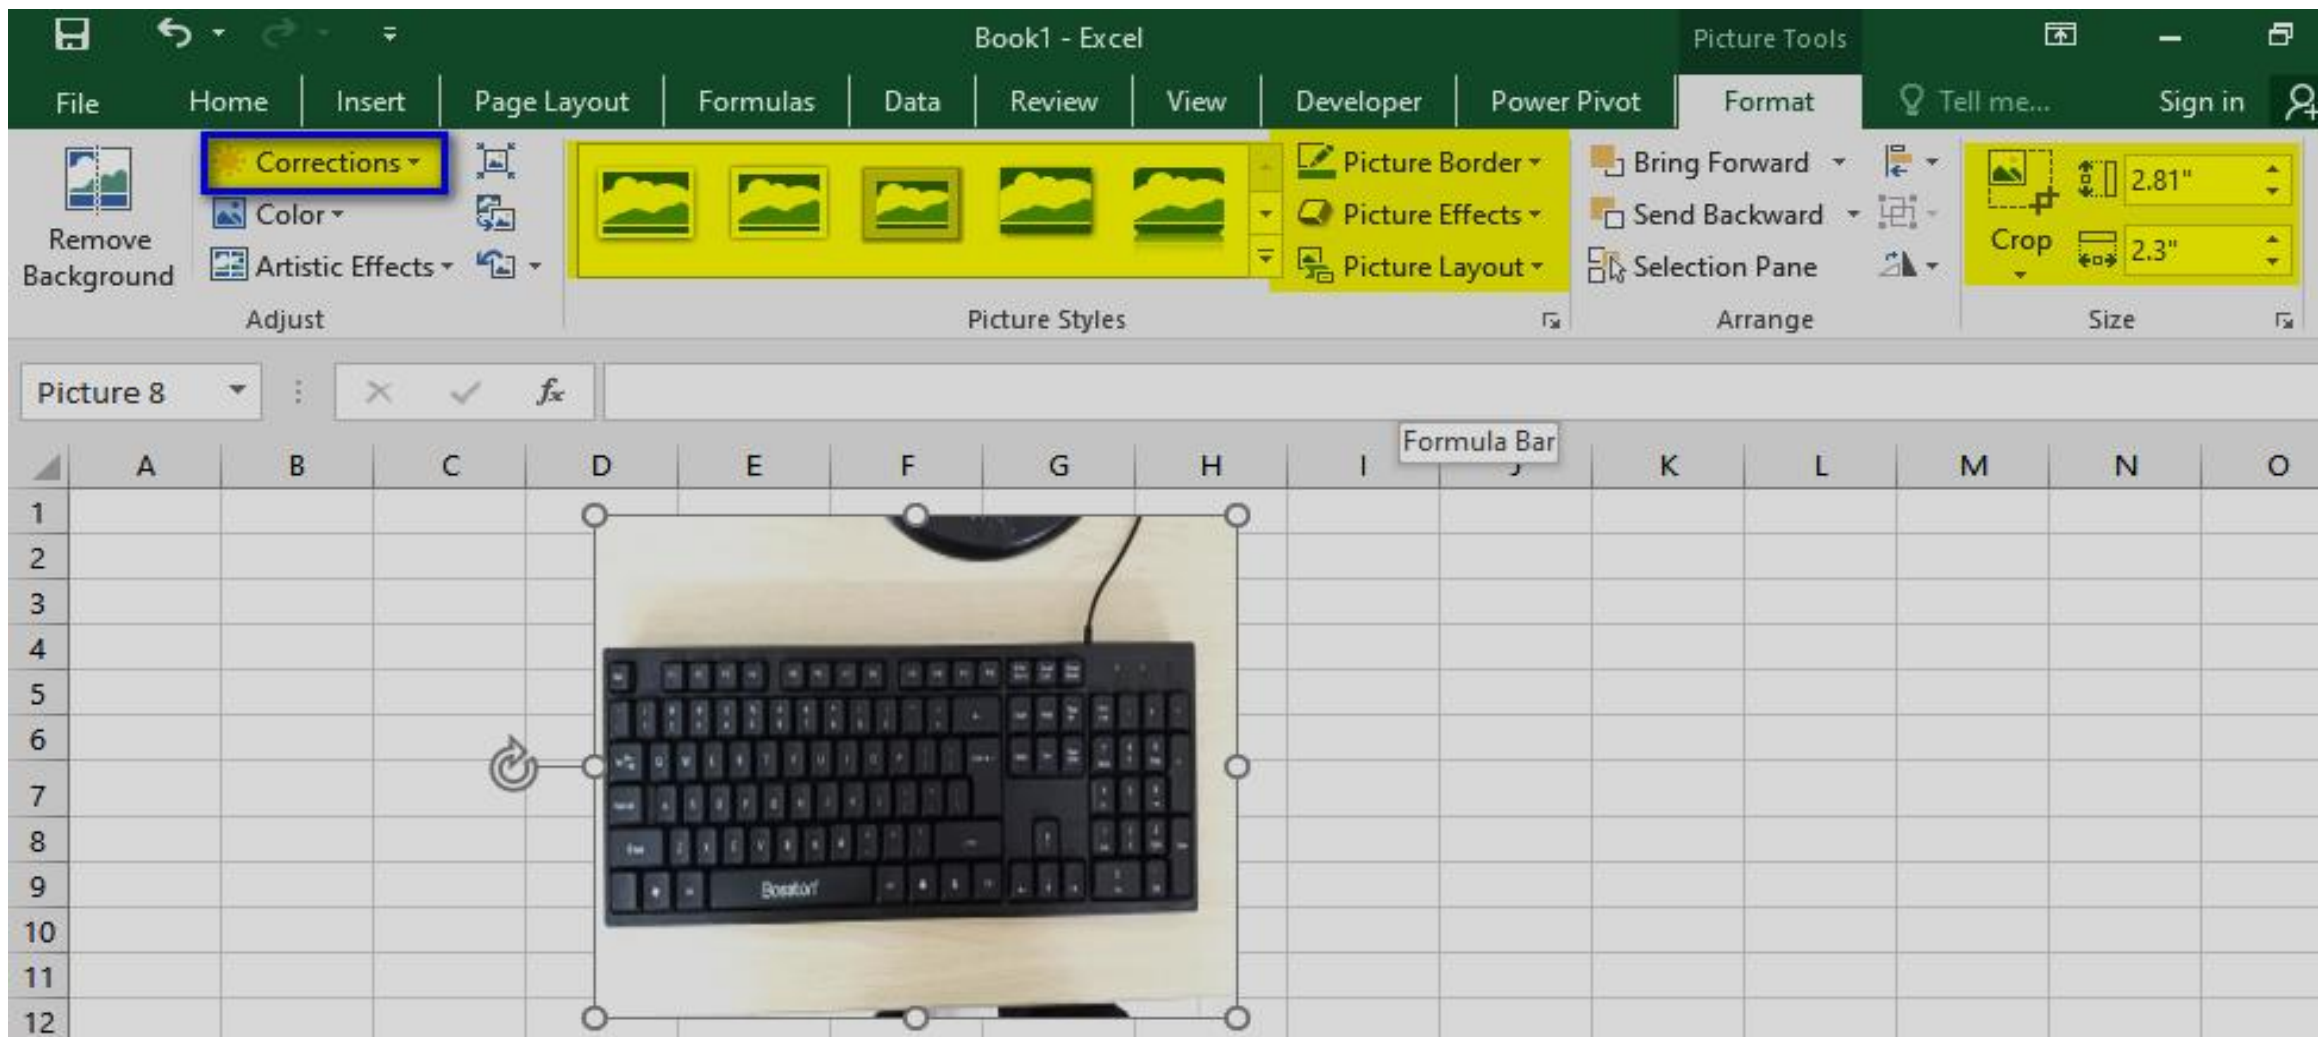 Book1 - Excel
Picture Tools
File Home Insert Page Layout Formulas Data Review View Developer Power Pivot Format Tell me... Sign in
Remove
Background
Corrections
Color
Artistic Effects
Adjust
Picture Styles
Picture Border
Picture Effects
Picture Layout
Bring Forward
Send Backward
Selection Pane
Arrange
Crop
2.81"
2.3"
Size
Picture 8
fx
Formula Bar
A B C D E F G H I J K L M N O
1
2
3
4
5
6
7
8
9
10
11
12